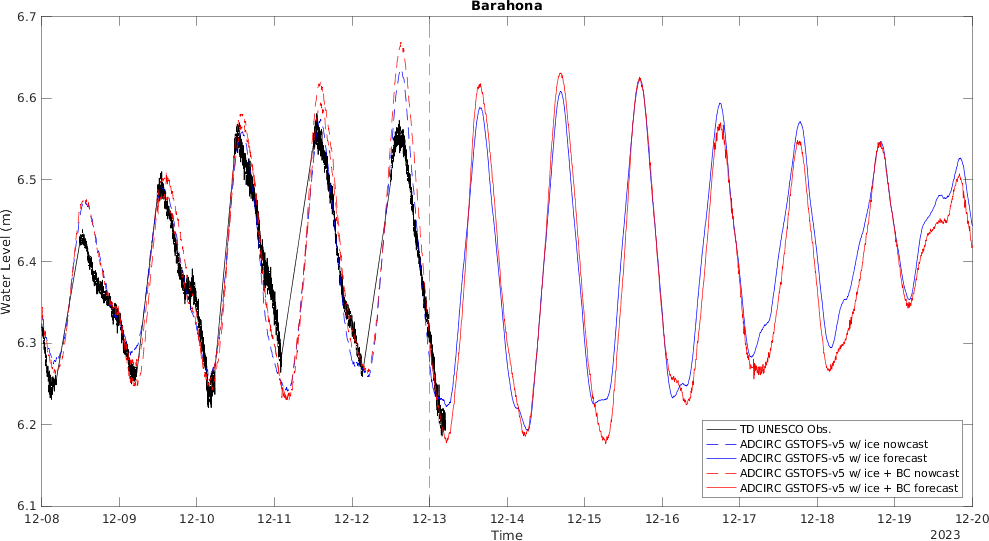 Barahona
6.7
6.6
6.5
6.4
6.3
6.2
6.1
Water Level (m)
12-08 12-09 12-10 12-11 12-12 12-13 12-14 12-15 12-16 12-17 12-18 12-19 12-20
Time
2023
TD UNESCO Obs.
ADCIRC GSTOFS-v5 w/ ice nowcast
ADCIRC GSTOFS-v5 w/ ice forecast
ADCIRC GSTOFS-v5 w/ ice + BC nowcast
ADCIRC GSTOFS-v5 w/ ice + BC forecast